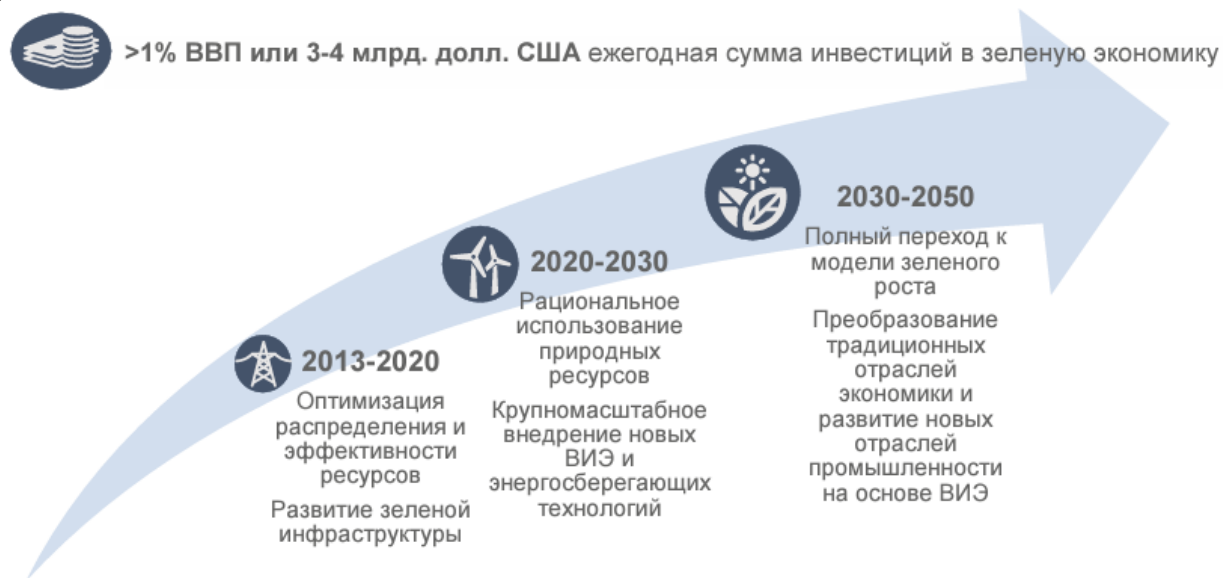 >1% ВВП или 3-4 млрд. долл. США ежегодная сумма инвестиций в зеленую экономику
2013-2020
Оптимизация
распределения и
эффективности
ресурсов
Развитие зеленой
инфраструктуры
2020-2030
Рациональное
использование
природных
ресурсов
Крупномасштабное
внедрение новых
ВИЭ и
энергосберегающих
технологий
2030-2050
Полный переход к
модели зеленого
роста
Преобразование
традиционных
отраслей
экономики и
развитие новых
отраслей
промышленности
на основе ВИЭ